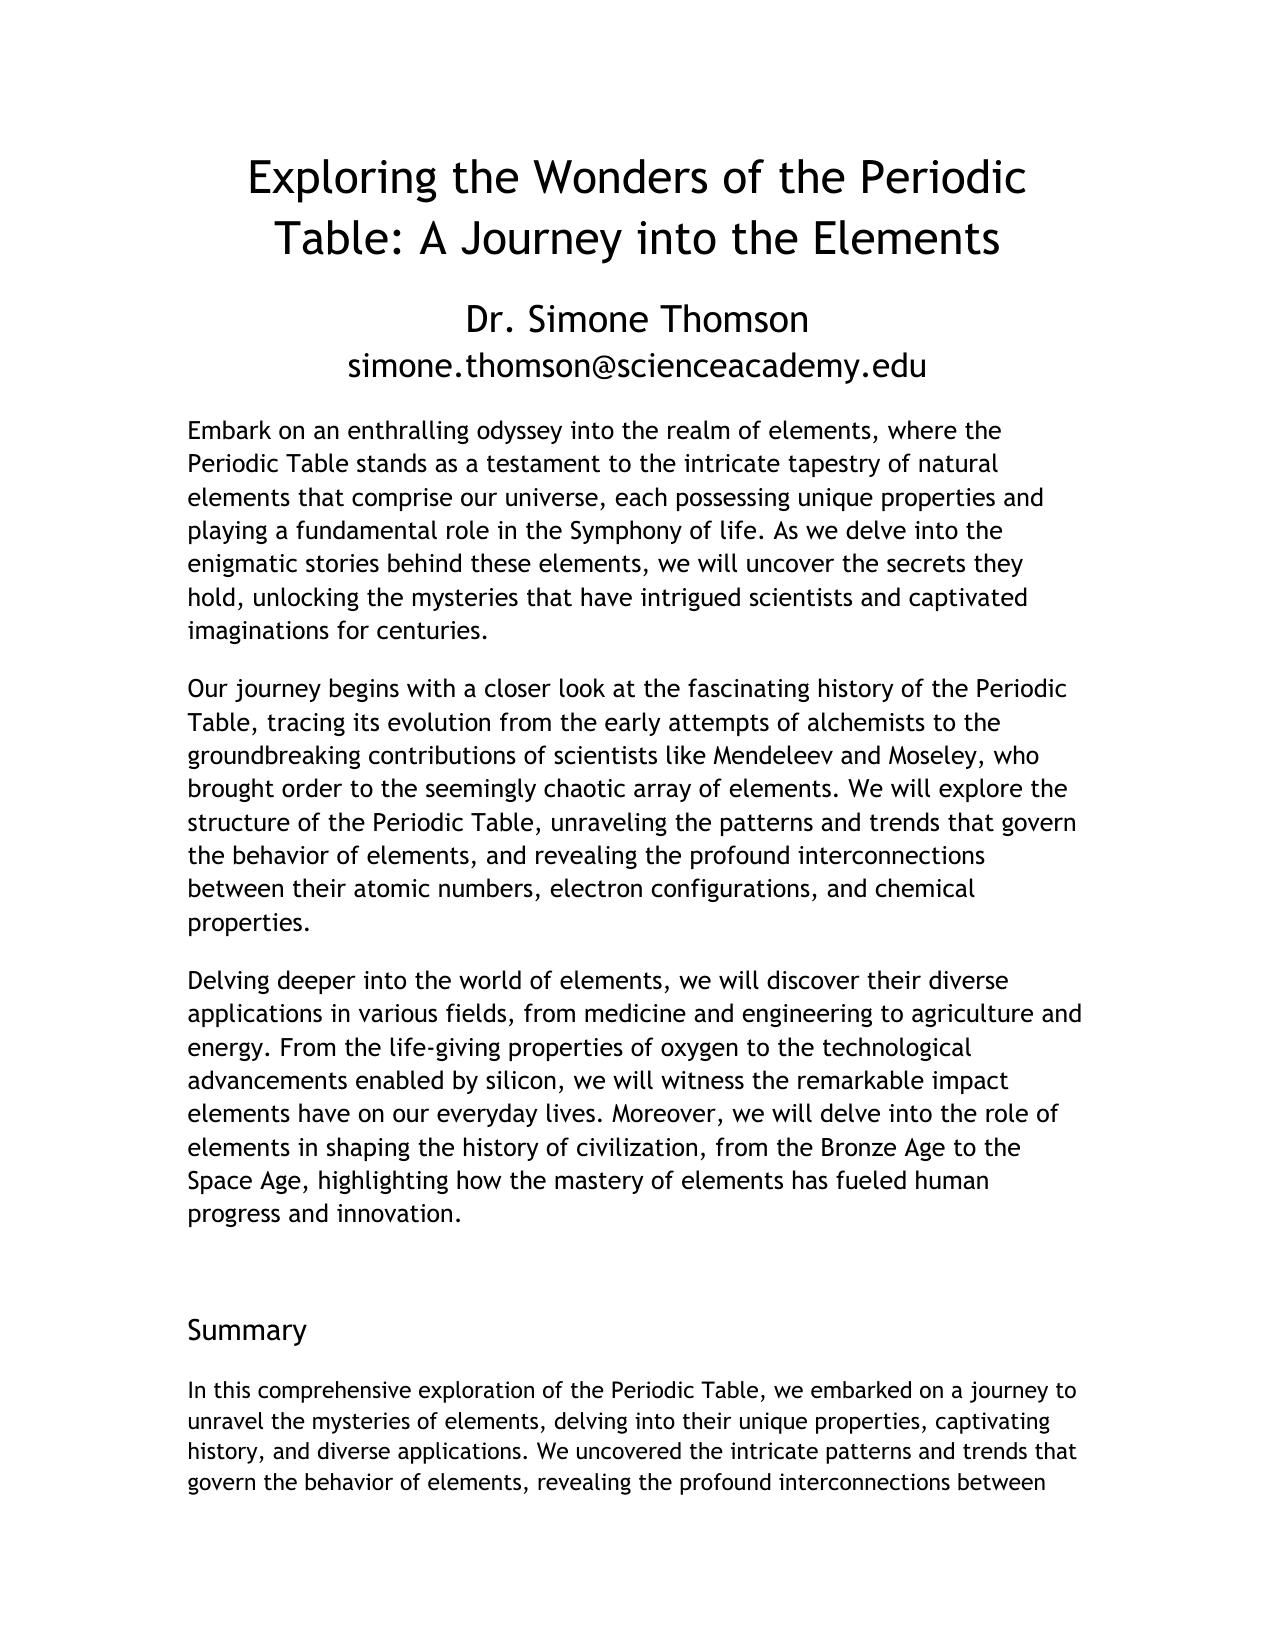 Exploring the Wonders of the Periodic
Table: A Journey into the Elements
Dr. Simone Thomson
simone.thomson@scienceacademy.edu
Embark on an enthralling odyssey into the realm of elements, where the
Periodic Table stands as a testament to the intricate tapestry of natural
elements that comprise our universe, each possessing unique properties and
playing a fundamental role in the Symphony of life. As we delve into the
enigmatic stories behind these elements, we will uncover the secrets they
hold, unlocking the mysteries that have intrigued scientists and captivated
imaginations for centuries.
Our journey begins with a closer look at the fascinating history of the Periodic
Table, tracing its evolution from the early attempts of alchemists to the
groundbreaking contributions of scientists like Mendeleev and Moseley, who
brought order to the seemingly chaotic array of elements. We will explore the
structure of the Periodic Table, unraveling the patterns and trends that govern
the behavior of elements, and revealing the profound interconnections
between their atomic numbers, electron configurations, and chemical
properties.
Delving deeper into the world of elements, we will discover their diverse
applications in various fields, from medicine and engineering to agriculture and
energy. From the life-giving properties of oxygen to the technological
advancements enabled by silicon, we will witness the remarkable impact
elements have on our everyday lives. Moreover, we will delve into the role of
elements in shaping the history of civilization, from the Bronze Age to the
Space Age, highlighting how the mastery of elements has fueled human
progress and innovation.
Summary
In this comprehensive exploration of the Periodic Table, we embarked on a journey to
unravel the mysteries of elements, delving into their unique properties, captivating
history, and diverse applications. We uncovered the intricate patterns and trends that
govern the behavior of elements, revealing the profound interconnections between